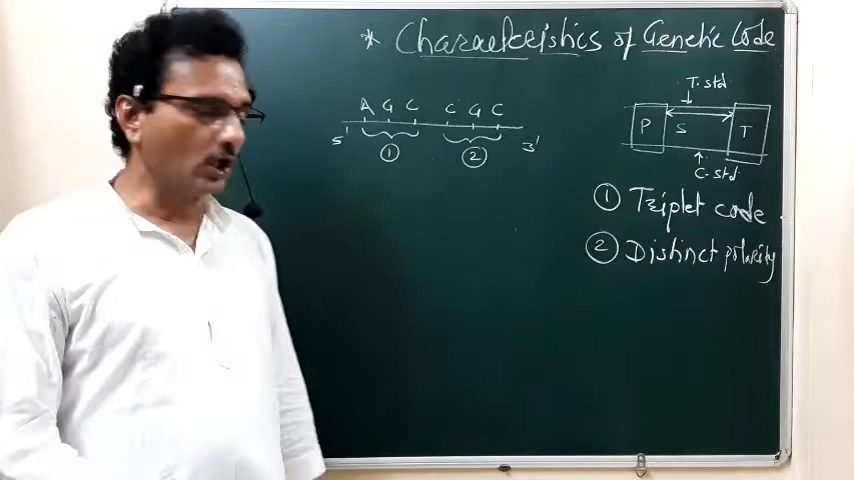 * Characteristics of Genetic Code
A G C C G C
5' 3'
① ②
T. std
P S T
C. std
① Triplet code
② Distinct polarity